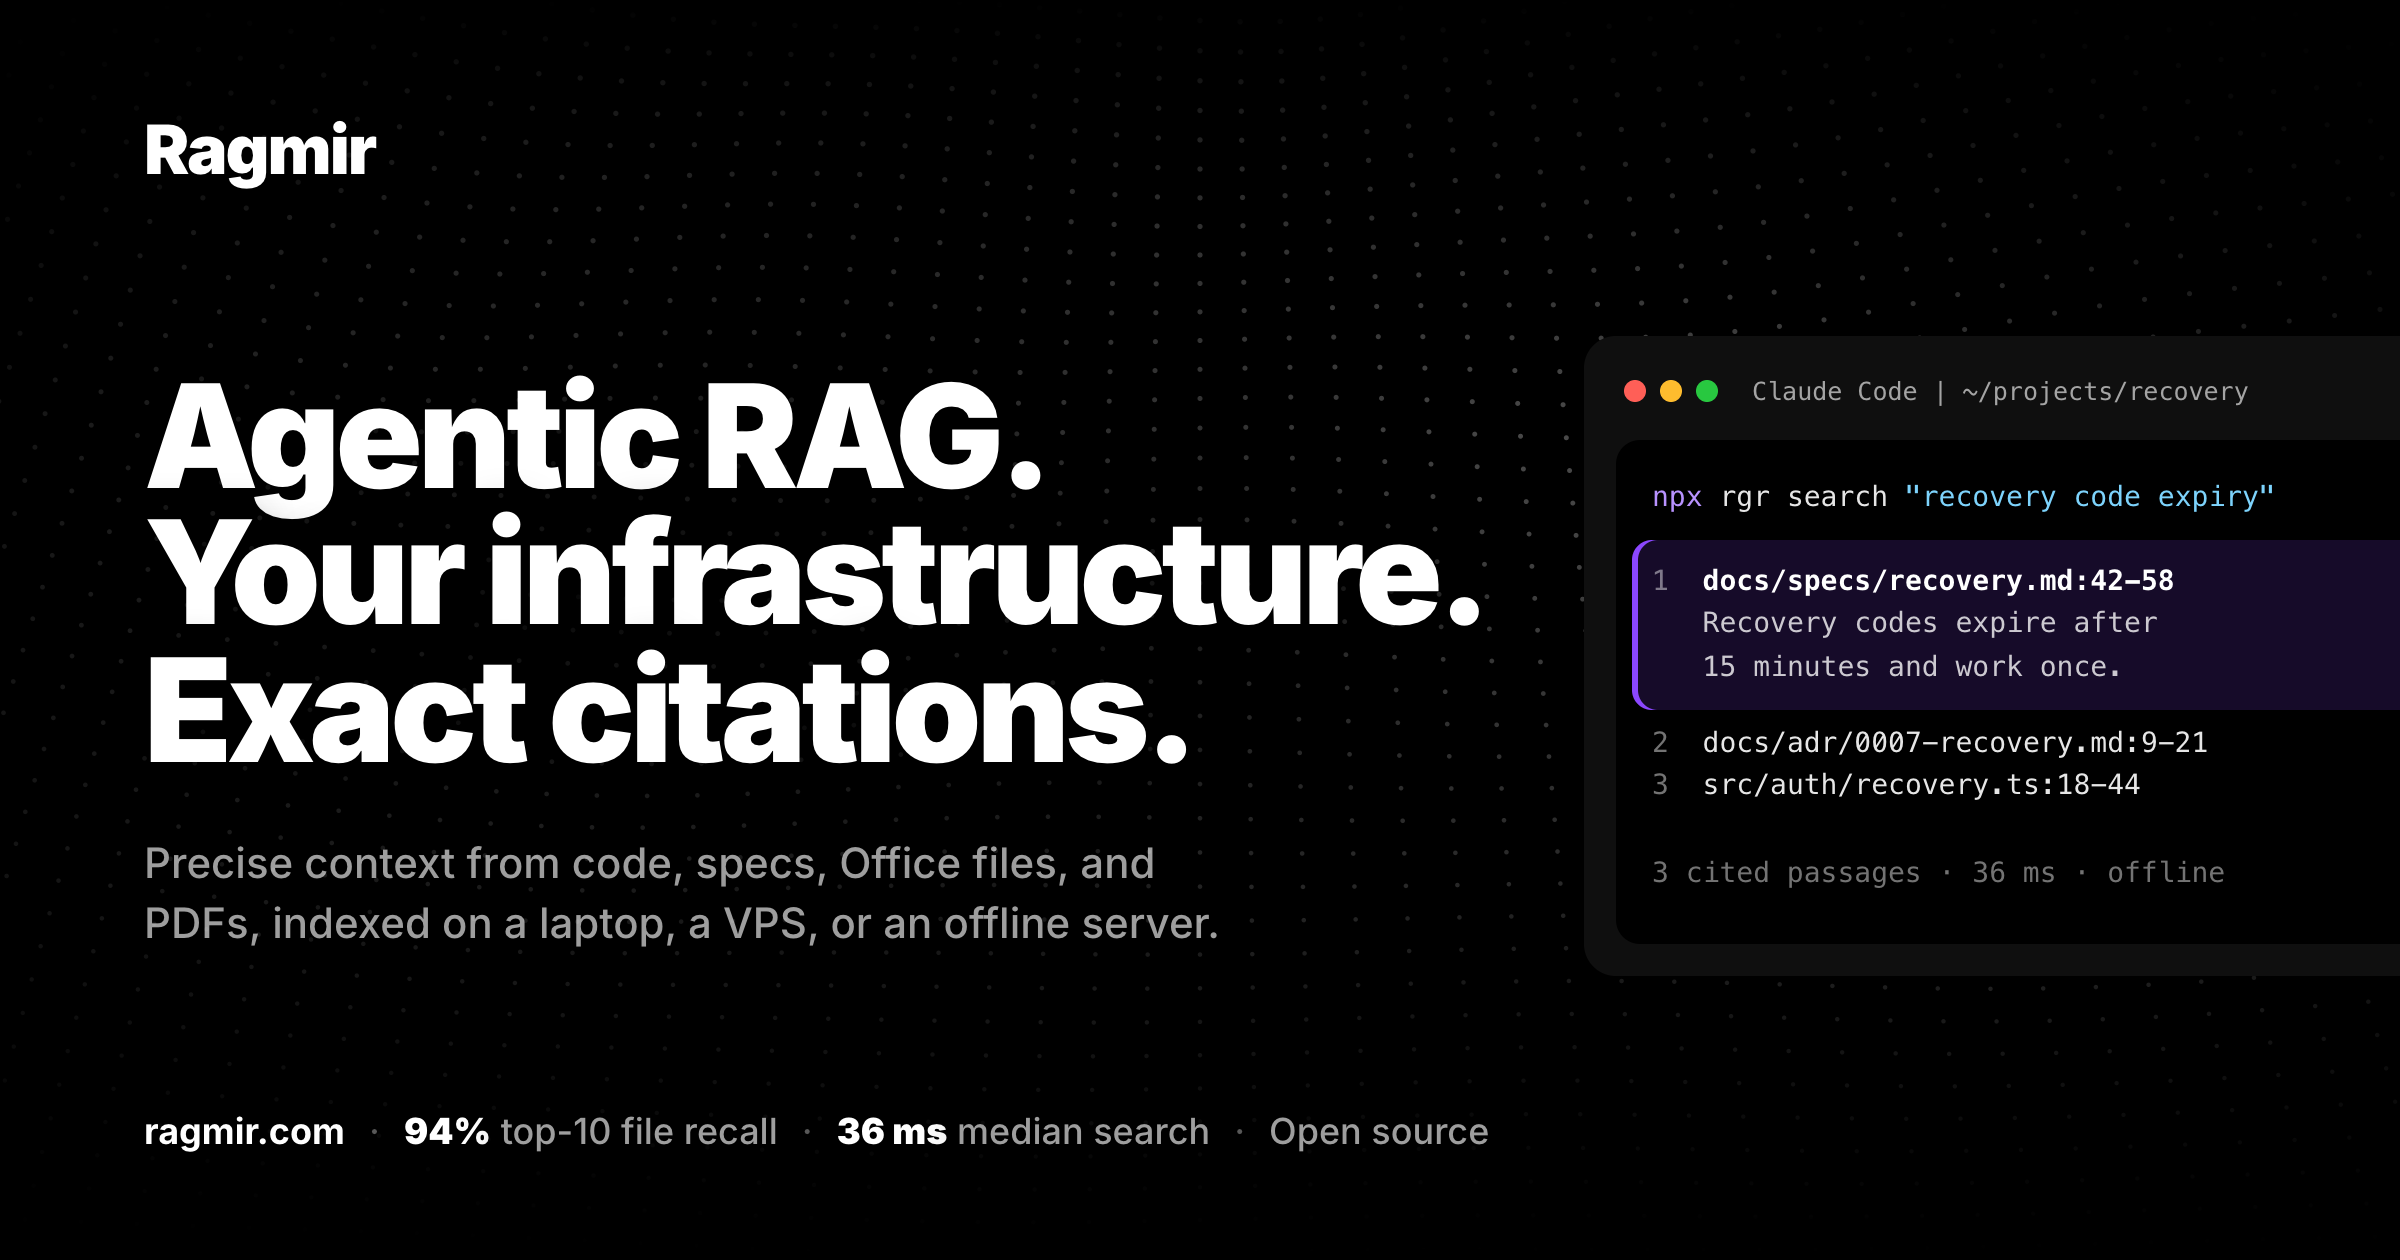 Ragmir
Agentic RAG.
Your infrastructure.
Exact citations.
Precise context from code, specs, Office files, and
PDFs, indexed on a laptop, a VPS, or an offline server.
ragmir.com · 94% top-10 file recall · 36 ms median search · Open source
Claude Code | ~/projects/recovery
npx rgr search "recovery code expiry"
1 docs/specs/recovery.md:42–58
Recovery codes expire after
15 minutes and work once.
2 docs/adr/0007-recovery.md:9–21
3 src/auth/recovery.ts:18–44
3 cited passages · 36 ms · offline